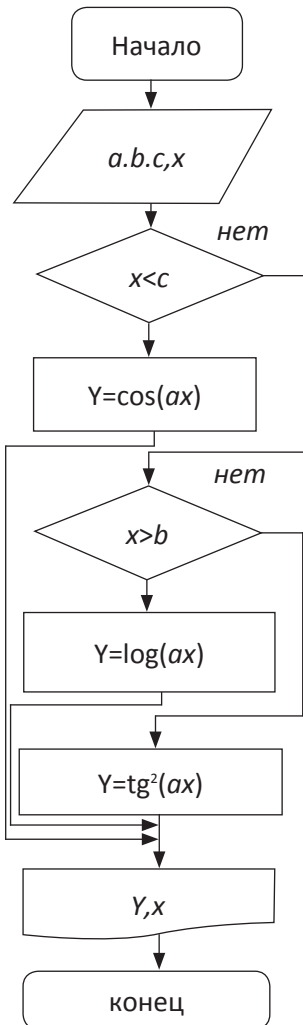 Начало
a.b.c,x
нет
x<c
Y=cos(ax)
нет
x>b
Y=log(ax)
Y=tg²(ax)
Y,x
конец